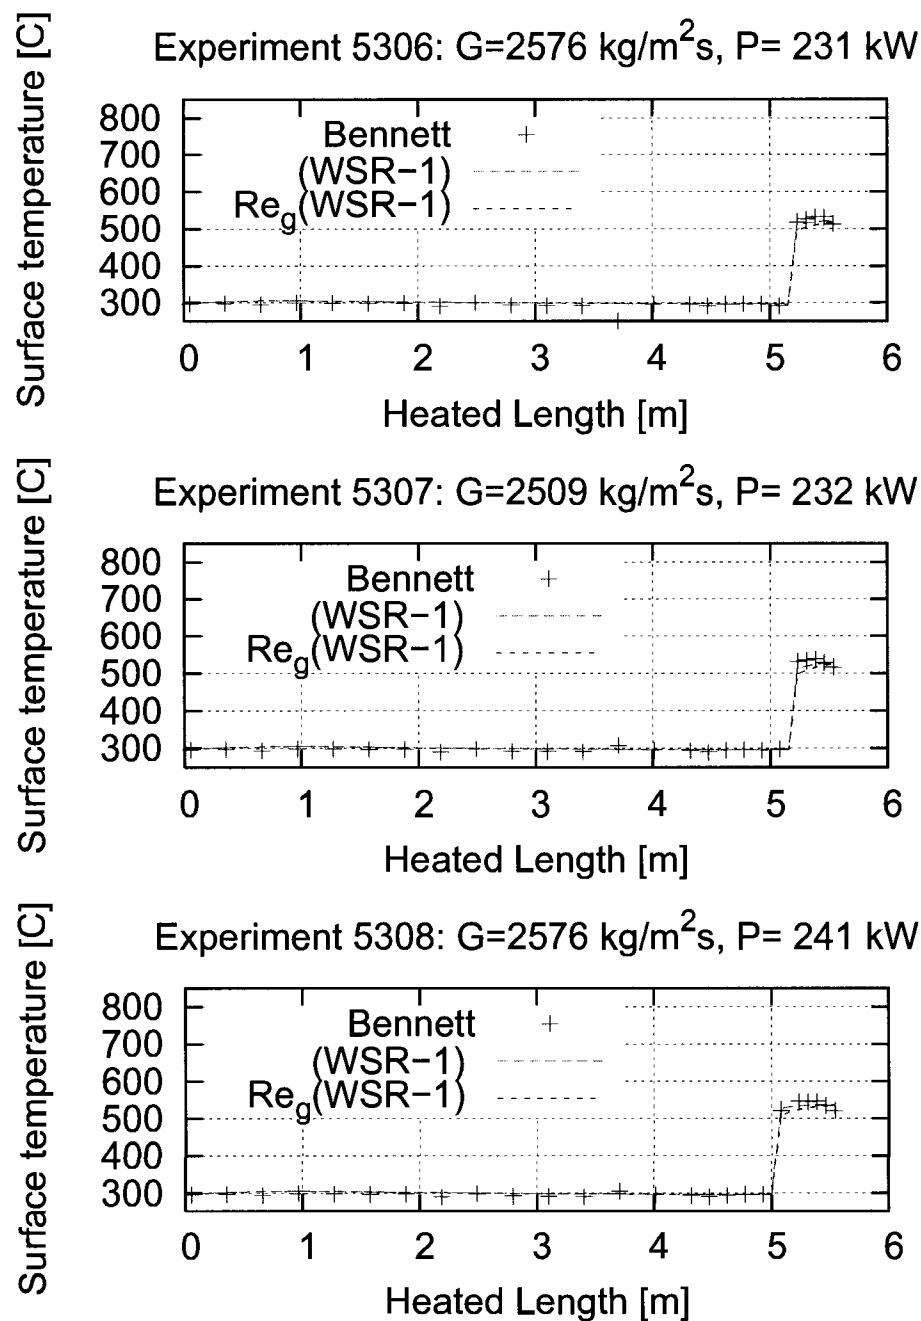 Experiment 5306: G=2576 kg/m²s, P= 231 kW
Surface temperature [C]
800
700
600
500
400
300
Bennett
(WSR−1)
Re_g(WSR−1)
0 1 2 3 4 5 6
Heated Length [m]
Experiment 5307: G=2509 kg/m²s, P= 232 kW
Surface temperature [C]
800
700
600
500
400
300
Bennett
(WSR−1)
Re_g(WSR−1)
0 1 2 3 4 5 6
Heated Length [m]
Experiment 5308: G=2576 kg/m²s, P= 241 kW
Surface temperature [C]
800
700
600
500
400
300
Bennett
(WSR−1)
Re_g(WSR−1)
0 1 2 3 4 5 6
Heated Length [m]